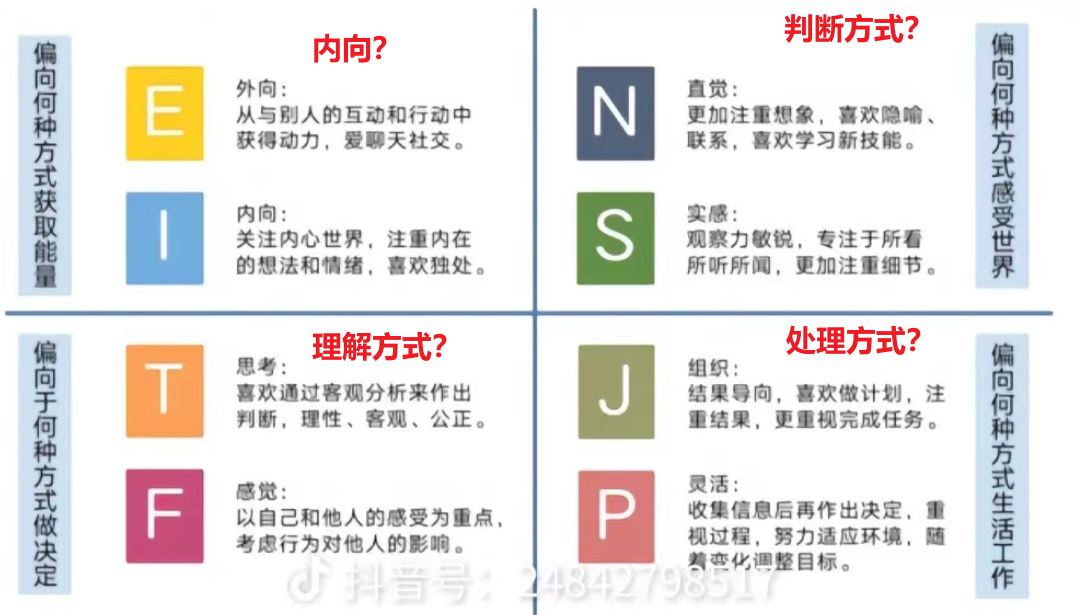 偏向何种方式获取能量
内向?
E
外向：
从与别人的互动和行动中
获得动力，爱聊天社交。
I
内向：
关注内心世界，注重内在
的想法和情绪，喜欢独处。
判断方式?
N
直觉：
更加注重想象，喜欢隐喻、
联系，喜欢学习新技能。
S
实感：
观察力敏锐，专注于所看
所听所闻，更加注重细节。
偏向何种方式感受世界
偏向于何种方式做决定
理解方式?
T
思考：
喜欢通过客观分析来作出
判断，理性、客观、公正。
F
感觉：
以自己和他人的感受为重点，
考虑行为对他人的影响。
处理方式?
J
组织：
结果导向，喜欢做计划，注
重结果，更重视完成任务。
P
灵活：
收集信息后再作出决定，重
视过程，努力适应环境，随
着变化调整目标。
偏向何种方式生活工作
抖音号：24842798517